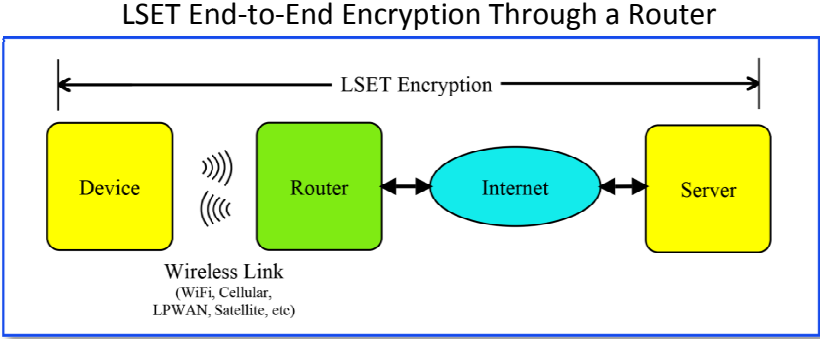 LSET End-to-End Encryption Through a Router
LSET Encryption
Device
Router
Internet
Server
Wireless Link
(WiFi, Cellular,
LPWAN, Satellite, etc)